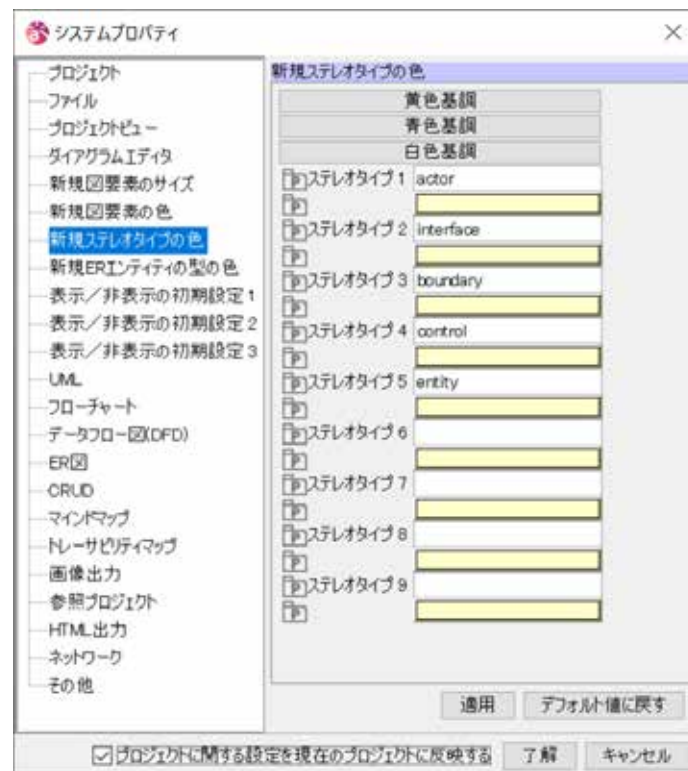 システムプロパティ
プロジェクト
ファイル
プロジェクトビュー
ダイアグラムエディタ
新規図要素のサイズ
新規図要素の色
新規ステレオタイプの色
新規ERエンティティの型の色
表示／非表示の初期設定1
表示／非表示の初期設定2
表示／非表示の初期設定3
UML
フローチャート
データフロー図(DFD)
ER図
CRUD
マインドマップ
トレーサビリティマップ
画像出力
参照プロジェクト
HTML出力
ネットワーク
その他
新規ステレオタイプの色
黄色基調
青色基調
白色基調
ステレオタイプ1 actor
ステレオタイプ2 interface
ステレオタイプ3 boundary
ステレオタイプ4 control
ステレオタイプ5 entity
ステレオタイプ6
ステレオタイプ7
ステレオタイプ8
ステレオタイプ9
適用 デフォルト値に戻す
プロジェクトに関する設定を現在のプロジェクトに反映する 了解 キャンセル